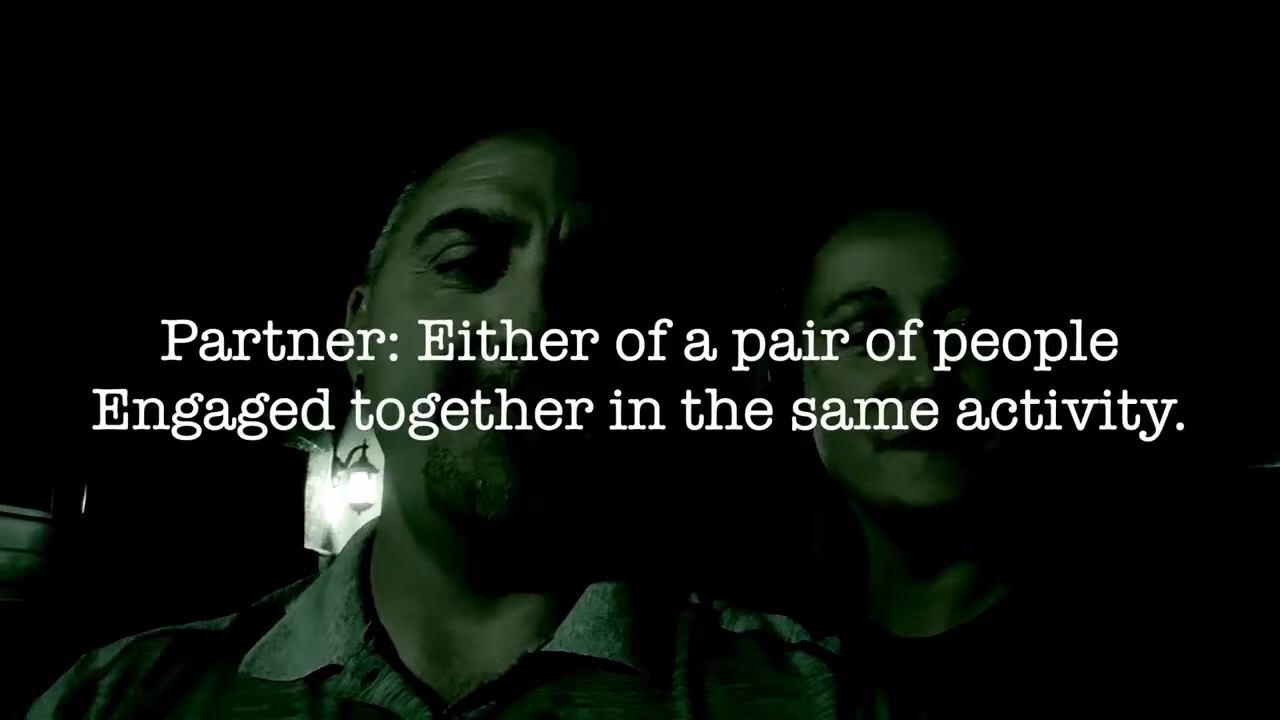 Partner: Either of a pair of people
Engaged together in the same activity.